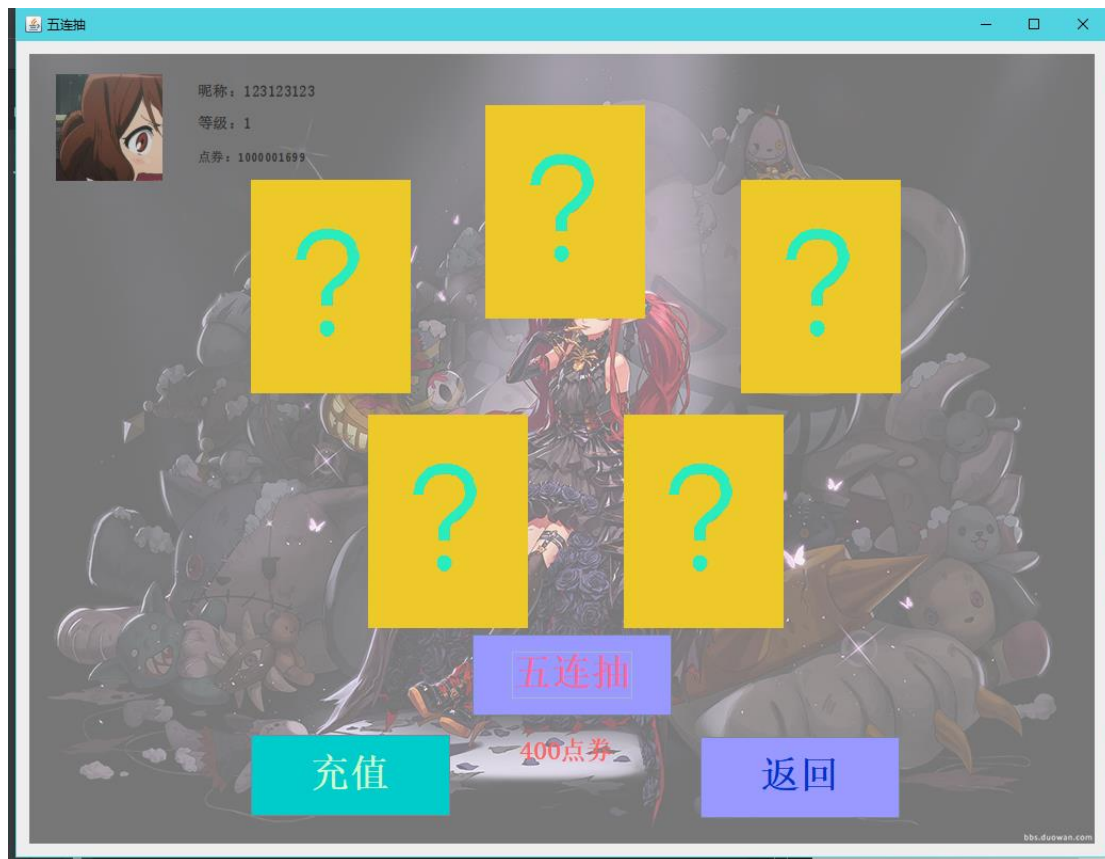 五连抽
昵称：123123123
等级：1
点券：1000001699
?
?
?
?
?
五连抽
400点券
充值
返回
bbs.duowan.com